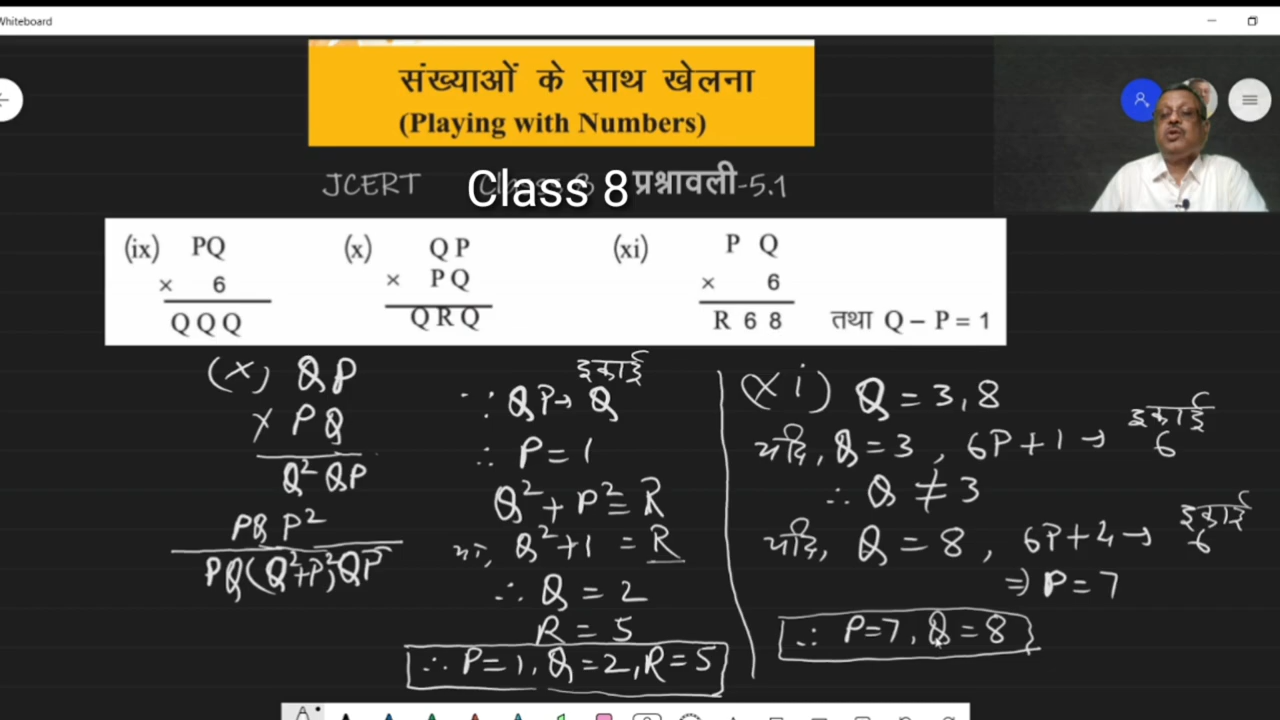 Whiteboard
संख्याओं के साथ खेलना
(Playing with Numbers)
JCERT Class 8 प्रश्नावली-5.1
(ix) PQ
× 6
QQQ
(x) QP
× PQ
QRQ
(xi) P Q
× 6
R 6 8 तथा Q – P = 1
(x) QP
× PQ
Q² QP
PQ P²
PQ(Q²+P²)QP
इकाई
∵ QP→ Q
∴ P=1
Q²+P²=R
या, Q²+1 = R
∴ Q = 2
R = 5
∴ P=1, Q=2, R=5
(xi) Q = 3,8
यदि, Q=3, 6P+1 → इकाई 6
∴ Q ≠ 3
यदि, Q = 8, 6P+4 → इकाई 6
⇒ P=7
∴ P=7, Q=8